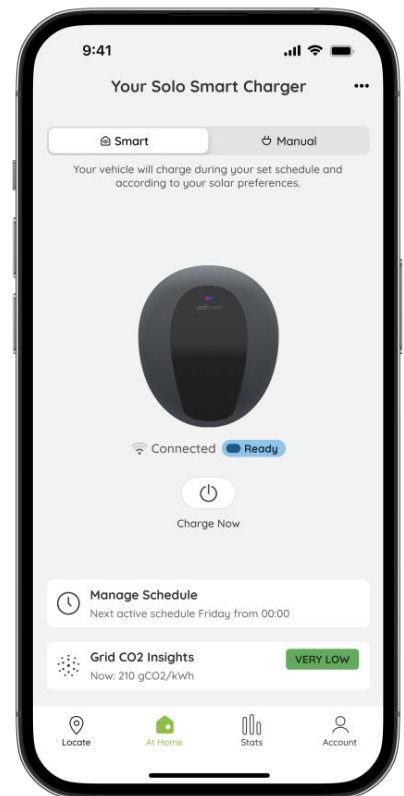 9:41
Your Solo Smart Charger
Smart
Manual
Your vehicle will charge during your set schedule and
according to your solar preferences.
Connected
Ready
Charge Now
Manage Schedule
Next active schedule Friday from 00:00
Grid CO2 Insights
VERY LOW
Now: 210 gCO2/kWh
Locate
At Home
Stats
Account